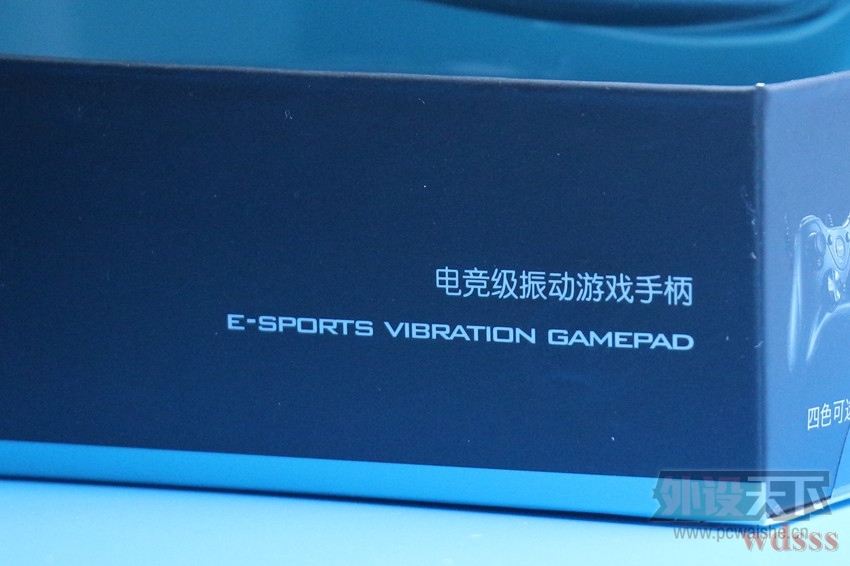 电竞级振动游戏手柄
E-SPORTS VIBRATION GAMEPAD
四色可选
外设天下
www.pcwaishe.cn
wdsss